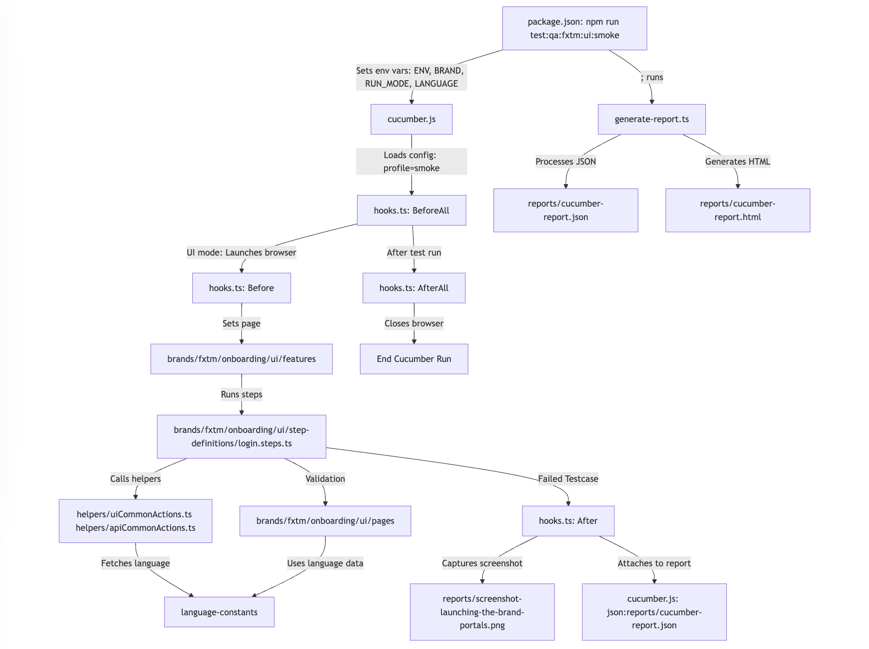 package.json: npm run
test:qa:fxtm:ui:smoke
Sets env vars: ENV, BRAND,
RUN_MODE, LANGUAGE
; runs
cucumber.js
generate-report.ts
Loads config:
profile=smoke
Processes JSON
Generates HTML
reports/cucumber-
report.json
reports/cucumber-
report.html
hooks.ts: BeforeAll
UI mode: Launches browser
After test run
hooks.ts: Before
hooks.ts: AfterAll
Sets page
Closes browser
brands/fxtm/onboarding/ui/features
End Cucumber Run
Runs steps
brands/fxtm/onboarding/ui/step-
definitions/login.steps.ts
Calls helpers
Validation
Failed Testcase
helpers/uiCommonActions.ts
helpers/apiCommonActions.ts
brands/fxtm/onboarding/ui/pages
hooks.ts: After
Fetches language
Uses language data
Captures screenshot
Attaches to report
language-constants
reports/screenshot-
launching-the-brand-
portals.png
cucumber.js:
json:reports/cucumber-
report.json